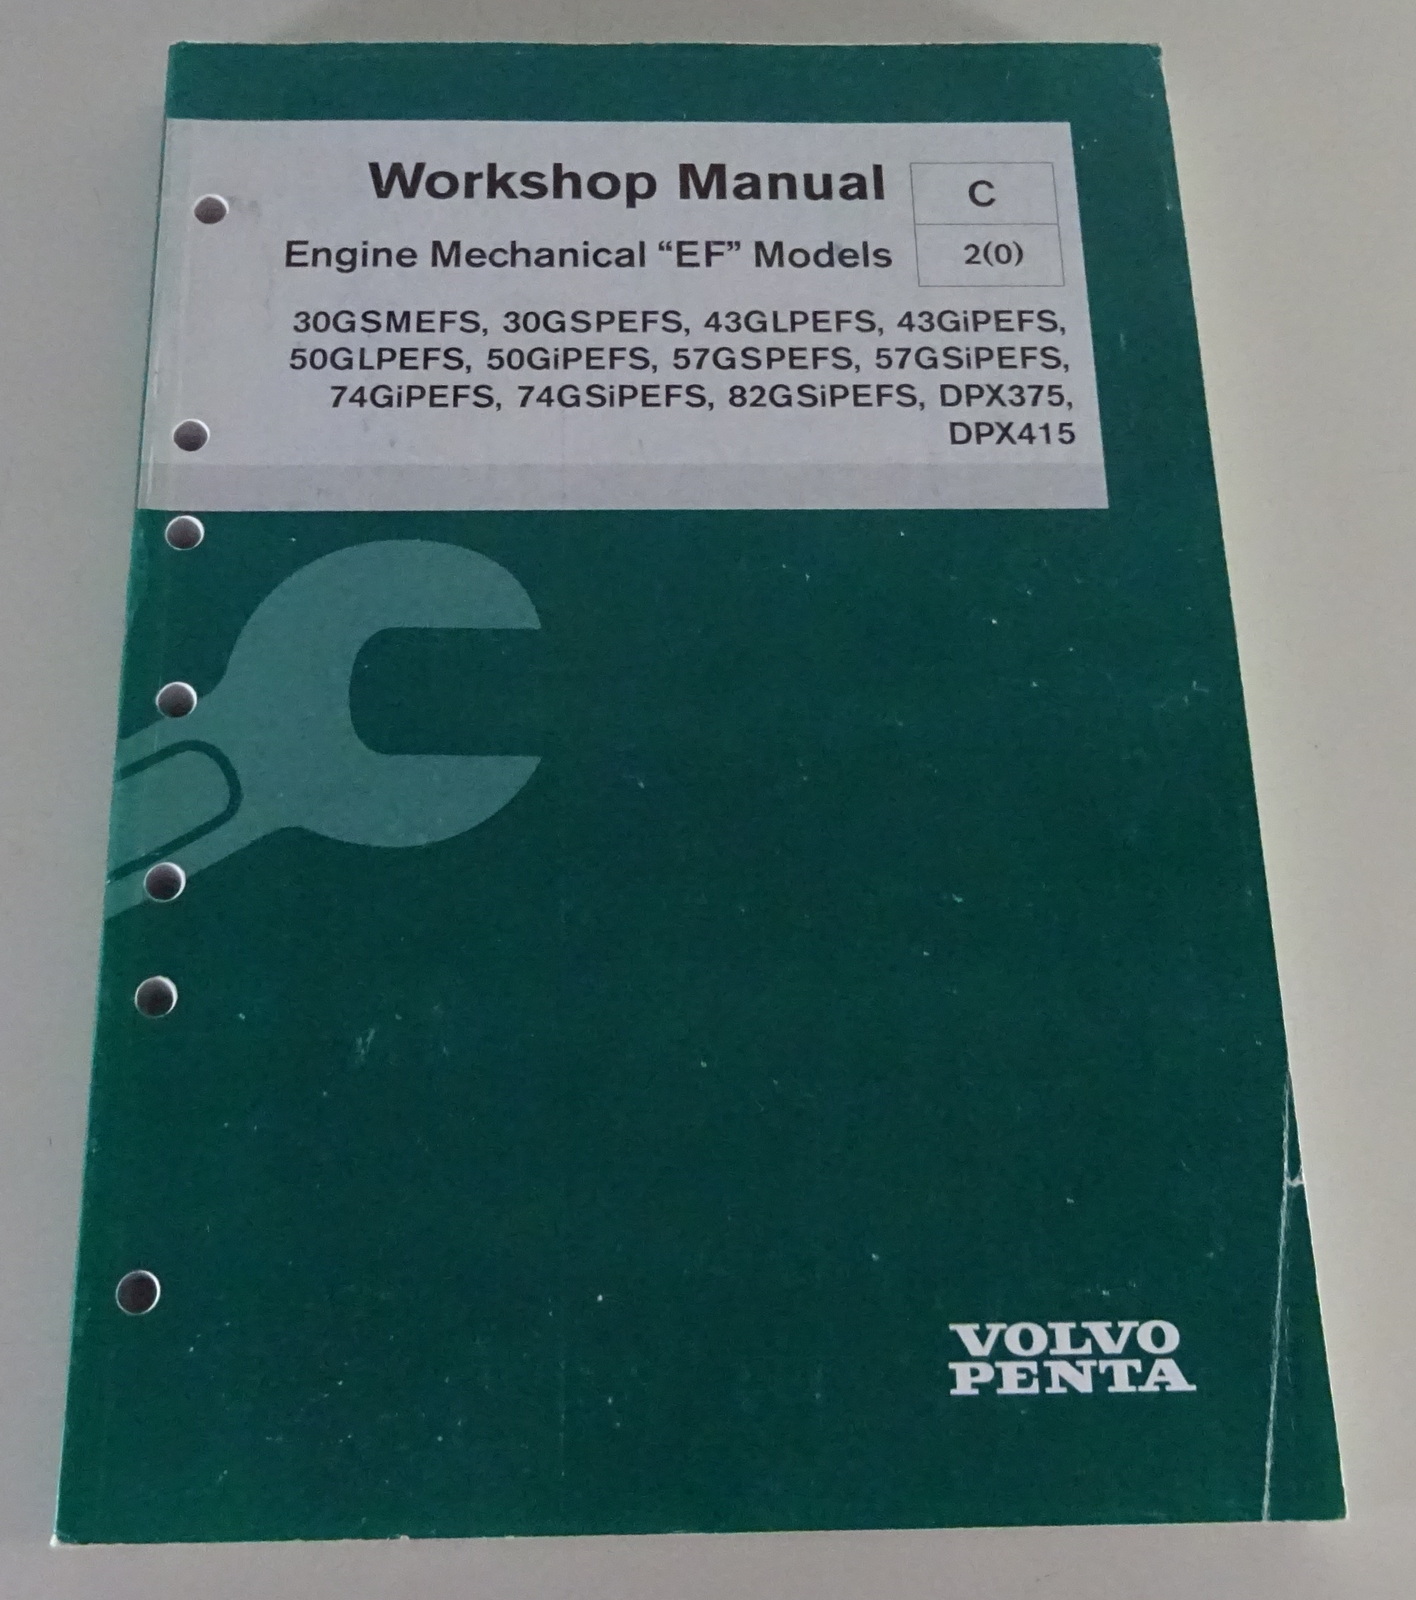 Workshop Manual
C
Engine Mechanical “EF” Models
2(0)
30GSMEFS, 30GSPEFS, 43GLPEFS, 43GiPEFS,
50GLPEFS, 50GiPEFS, 57GSPEFS, 57GSiPEFS,
74GiPEFS, 74GSiPEFS, 82GSiPEFS, DPX375,
DPX415
VOLVO
PENTA